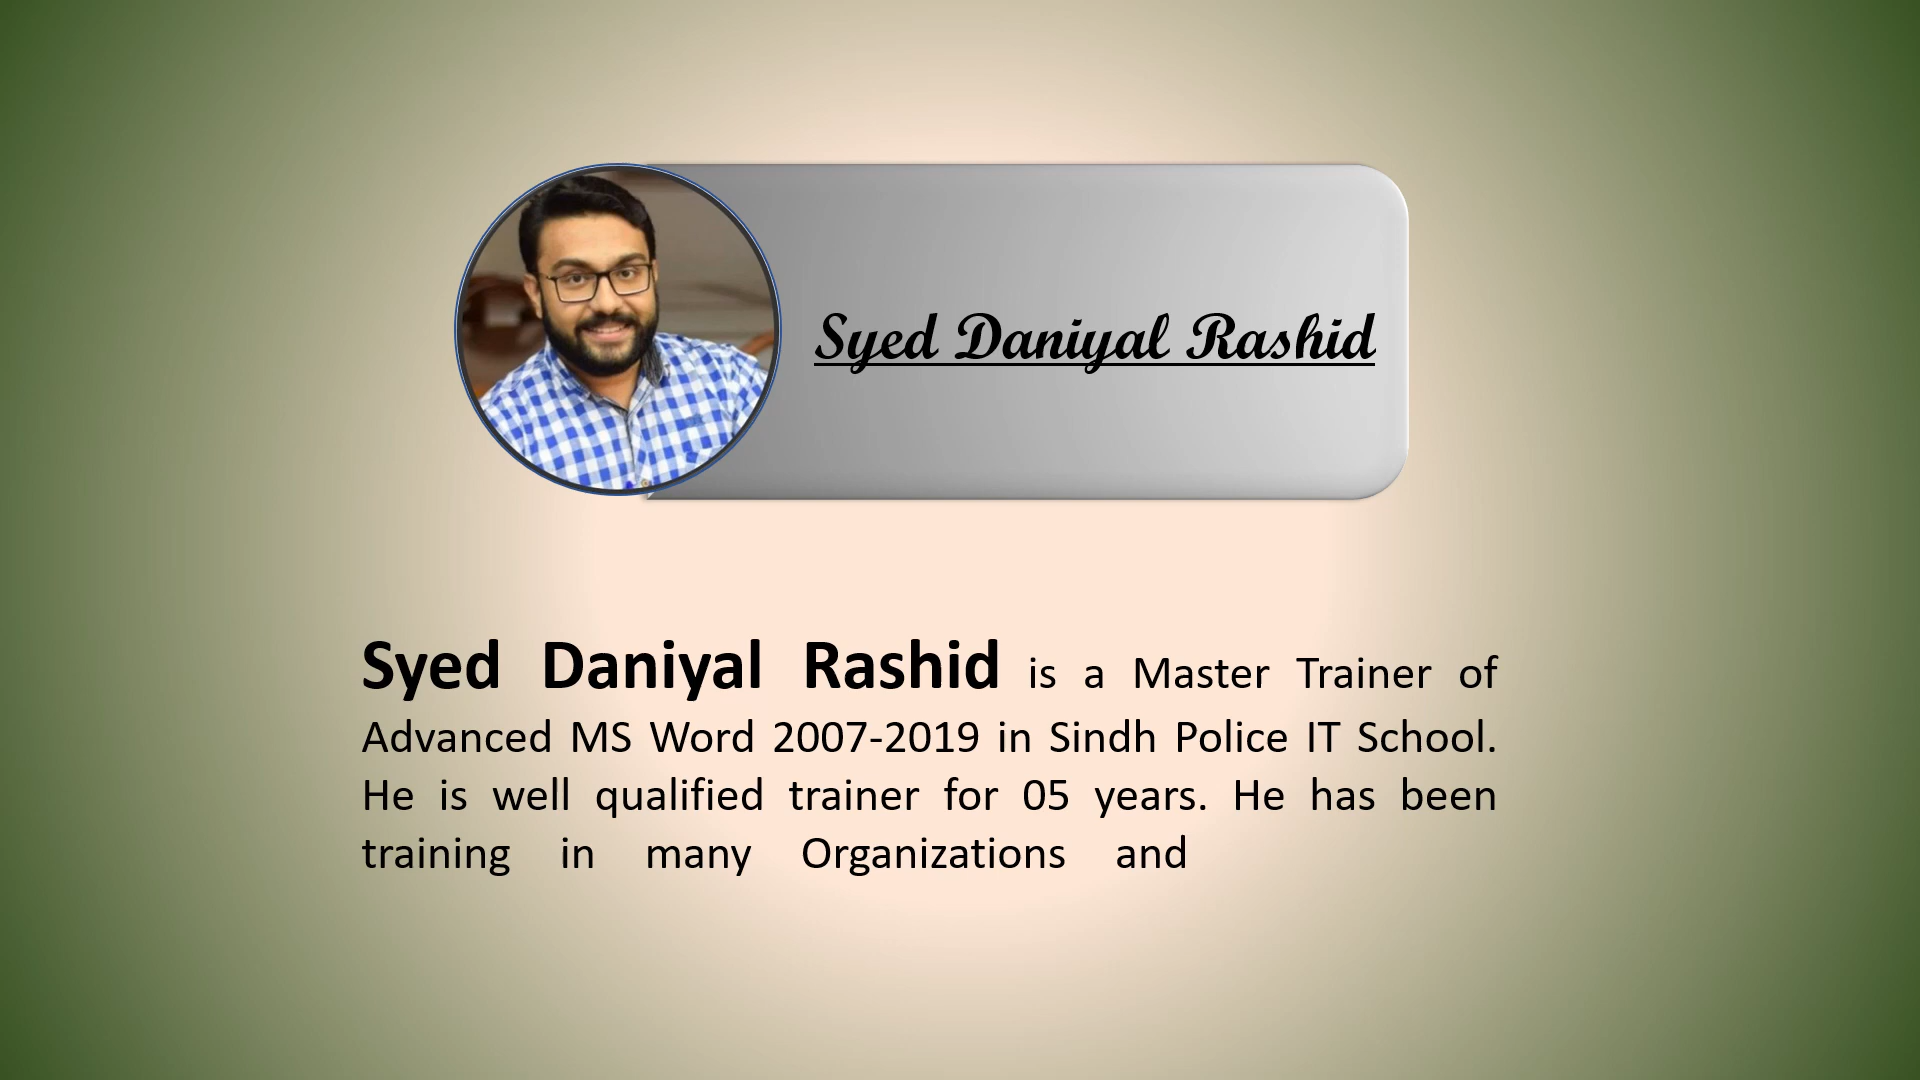 Syed Daniyal Rashid
Syed Daniyal Rashid is a Master Trainer of
Advanced MS Word 2007-2019 in Sindh Police IT School.
He is well qualified trainer for 05 years. He has been
training in many Organizations and